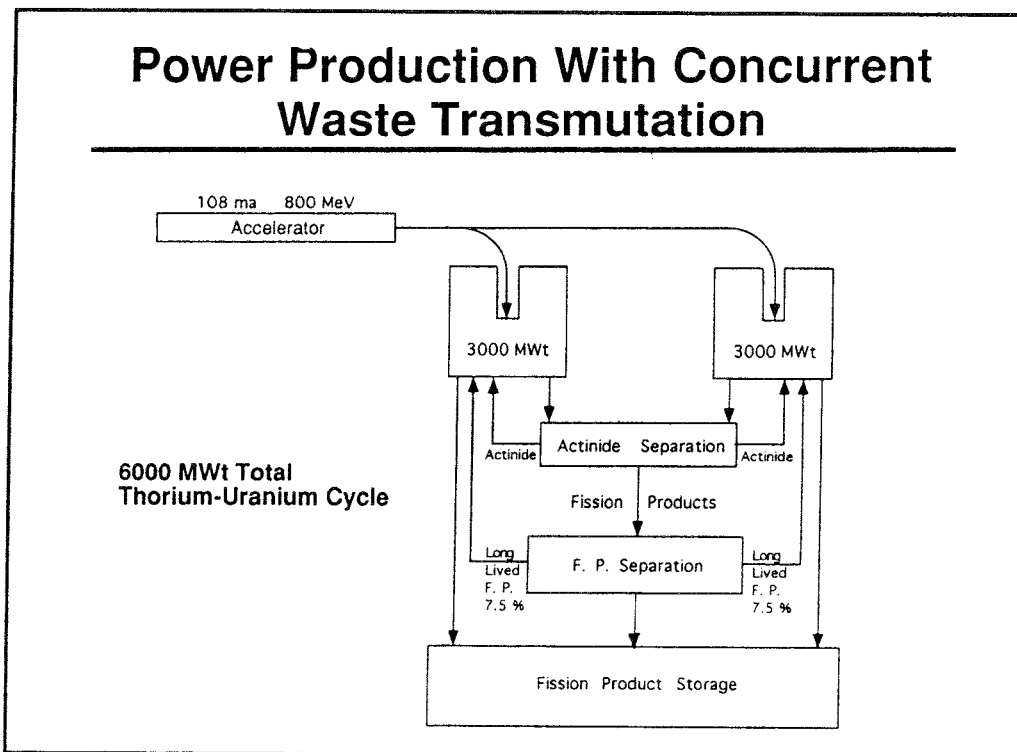 Power Production With Concurrent
Waste Transmutation
108 ma 800 MeV
Accelerator
3000 MWt
3000 MWt
Actinide
Actinide Separation
Actinide
6000 MWt Total
Thorium-Uranium Cycle
Fission Products
Long
Lived
F. P.
7.5 %
F. P. Separation
Long
Lived
F. P.
7.5 %
Fission Product Storage